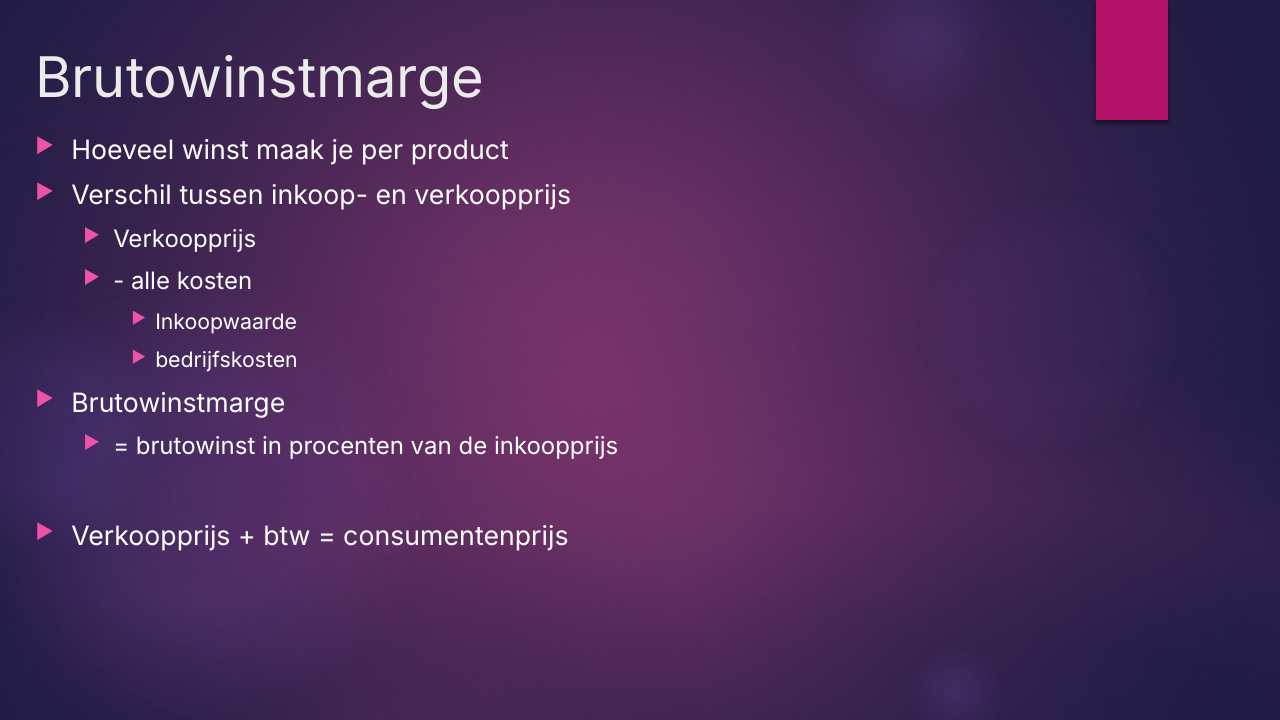 Brutowinstmarge
Hoeveel winst maak je per product
Verschil tussen inkoop- en verkoopprijs
Verkoopprijs
- alle kosten
Inkoopwaarde
bedrijfskosten
Brutowinstmarge
= brutowinst in procenten van de inkoopprijs
Verkoopprijs + btw = consumentenprijs